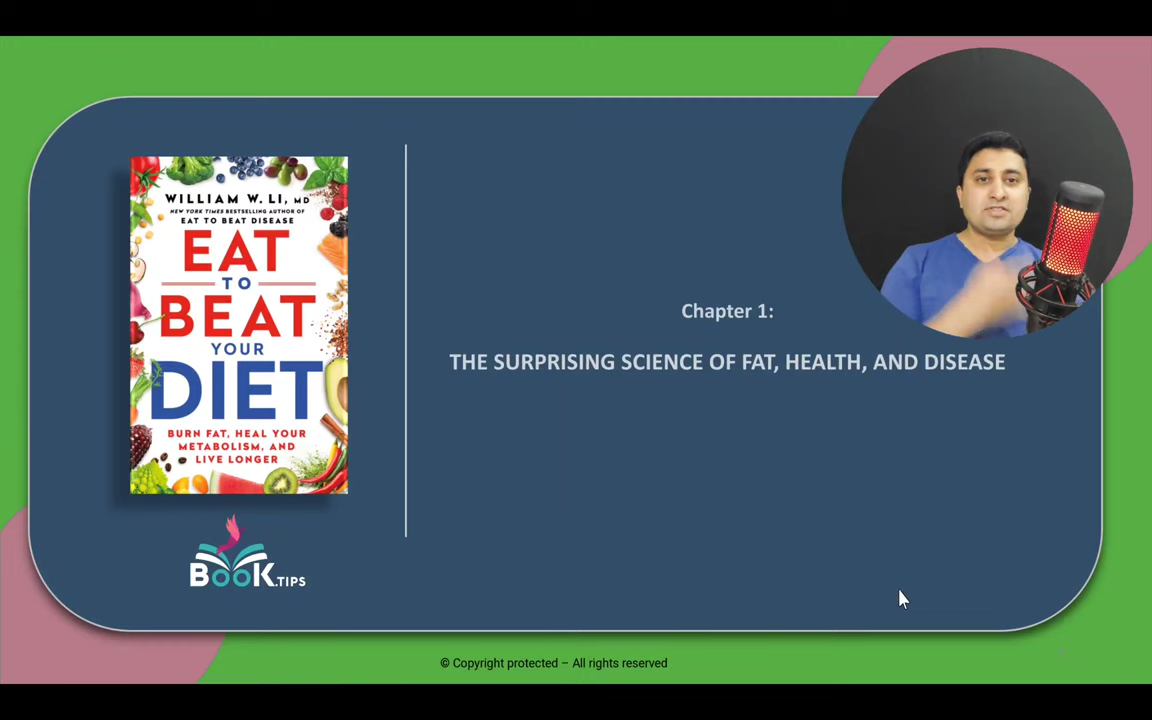 WILLIAM W. LI, MD
NEW YORK TIMES BESTSELLING AUTHOR OF
EAT TO BEAT DISEASE
EAT
TO
BEAT
YOUR
DIET
BURN FAT, HEAL YOUR
METABOLISM, AND
LIVE LONGER
BOOK.TIPS
Chapter 1:
THE SURPRISING SCIENCE OF FAT, HEALTH, AND DISEASE
© Copyright protected – All rights reserved